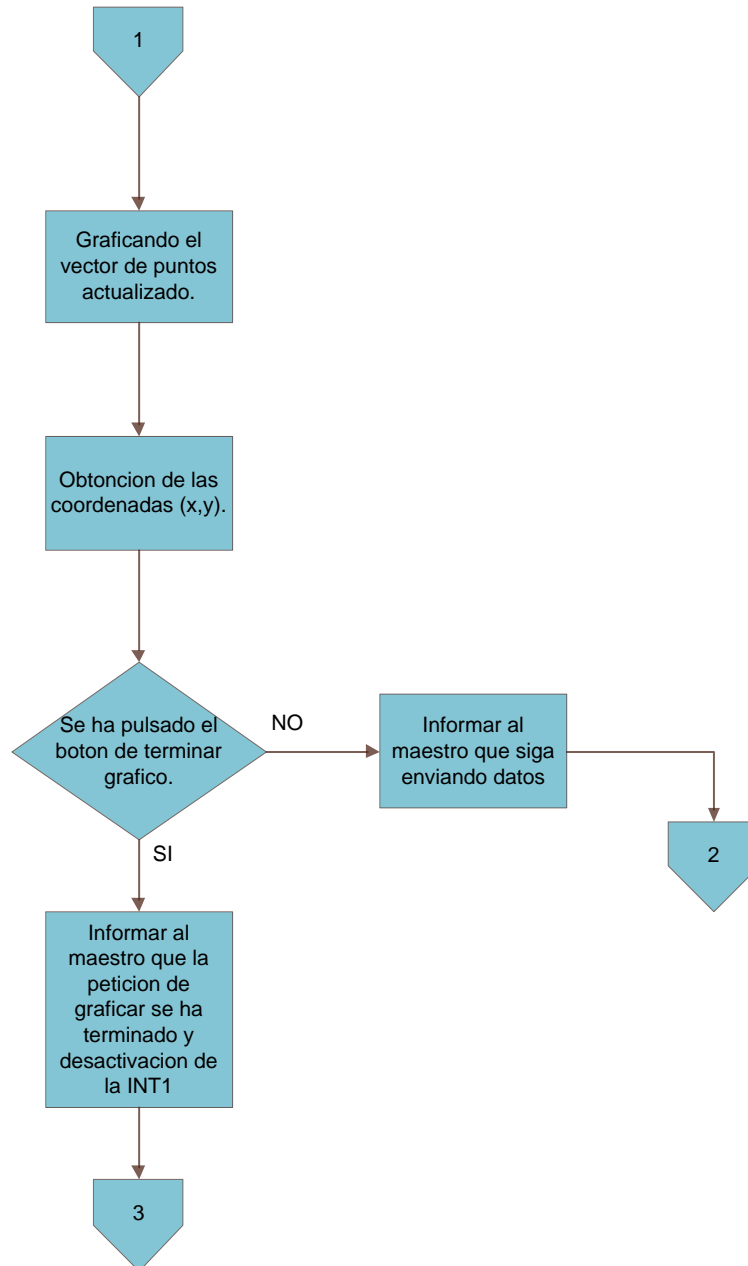 1
Graficando el
vector de puntos
actualizado.
Obtoncion de las
coordenadas (x,y).
Se ha pulsado el
boton de terminar
grafico.
NO
Informar al
maestro que siga
enviando datos
2
SI
Informar al
maestro que la
peticion de
graficar se ha
terminado y
desactivacion de
la INT1
3